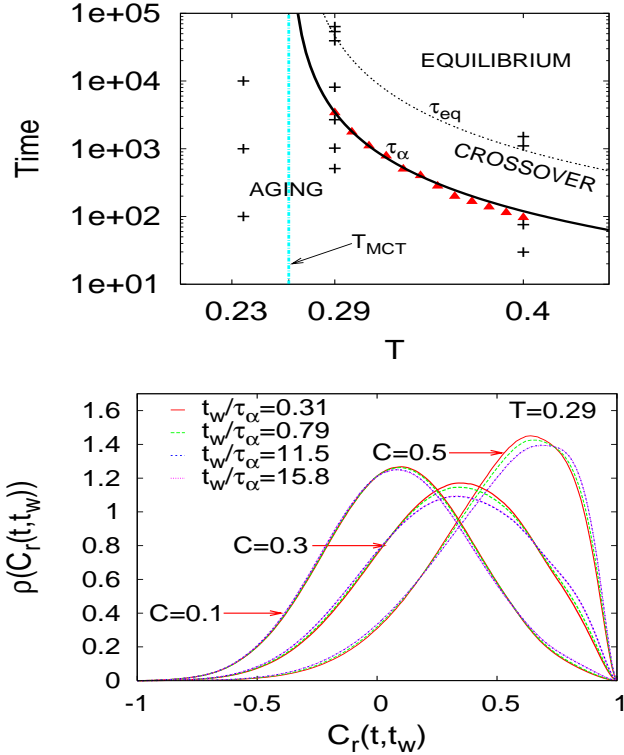 1e+05
1e+04
1e+03
1e+02
1e+01
Time
EQUILIBRIUM
τeq
CROSSOVER
τα
AGING
TMCT
0.23
0.29
0.4
T
1.6
1.4
1.2
1
0.8
0.6
0.4
0.2
0
ρ(Cr(t,tw))
tw/τα=0.31
tw/τα=0.79
tw/τα=11.5
tw/τα=15.8
T=0.29
C=0.5
C=0.3
C=0.1
-1
-0.5
0
0.5
1
Cr(t,tw)